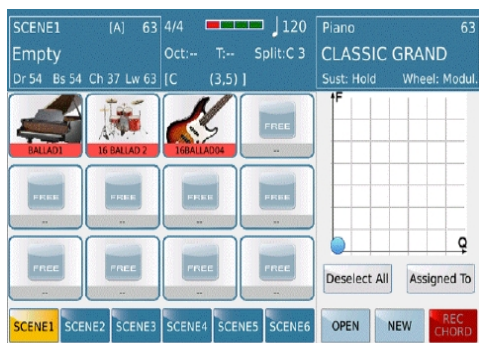 SCENE1 [A] 63 4/4 120 Piano 63
Empty Oct:-- T:-- Split:C 3 CLASSIC GRAND
Dr 54 Bs 54 Ch 37 Lw 63 [C (3,5) ] Sust: Hold Wheel: Modul.
F
FREE
BALLAD1 16 BALLAD 2 16BALLAD04 --
FREE FREE FREE FREE
-- -- -- --
FREE FREE FREE FREE
-- -- -- --
Q
Deselect All Assigned To
SCENE1 SCENE2 SCENE3 SCENE4 SCENE5 SCENE6 OPEN NEW REC CHORD